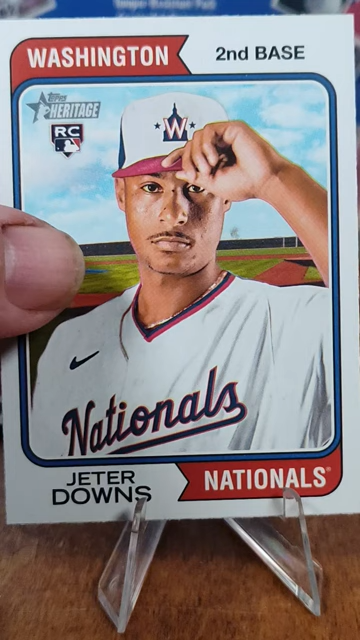 WASHINGTON
2nd BASE
Topps
HERITAGE
RC
W
Nationals
JETER
DOWNS
NATIONALS®